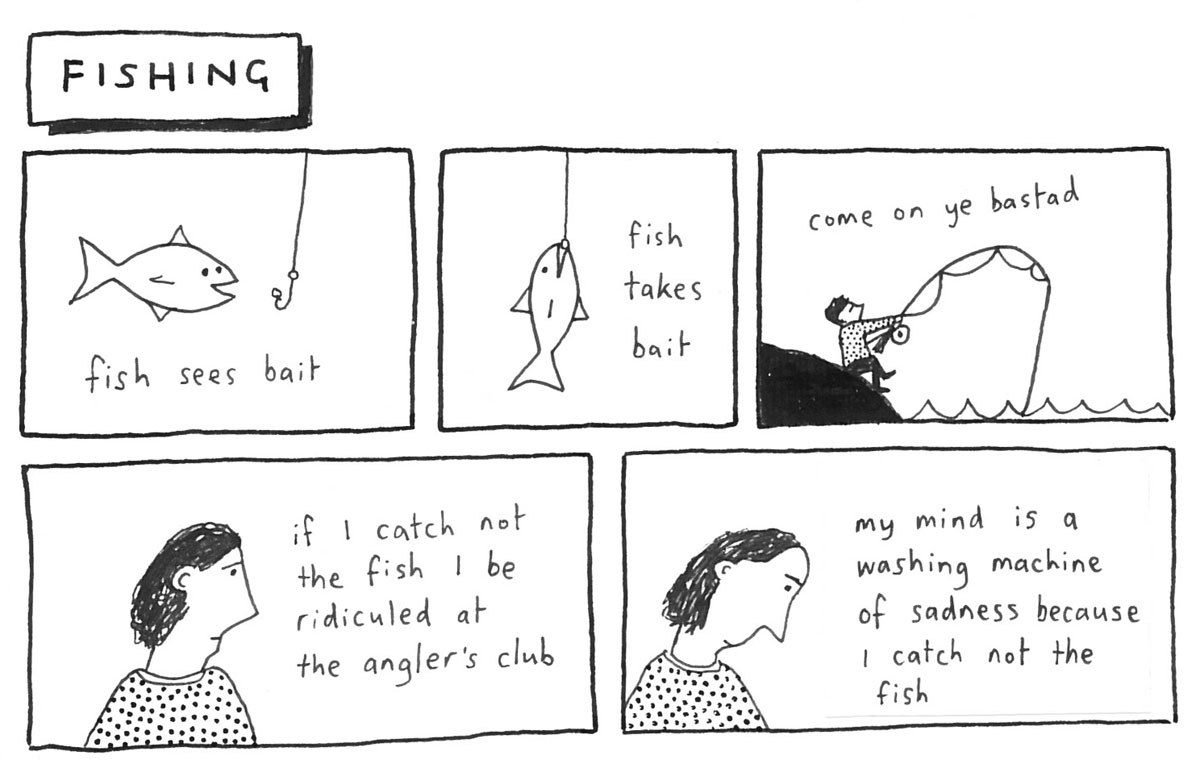 FISHING
fish sees bait
fish
takes
bait
come on ye bastad
if I catch not
the fish I be
ridiculed at
the angler's club
my mind is a
washing machine
of sadness because
I catch not the
fish